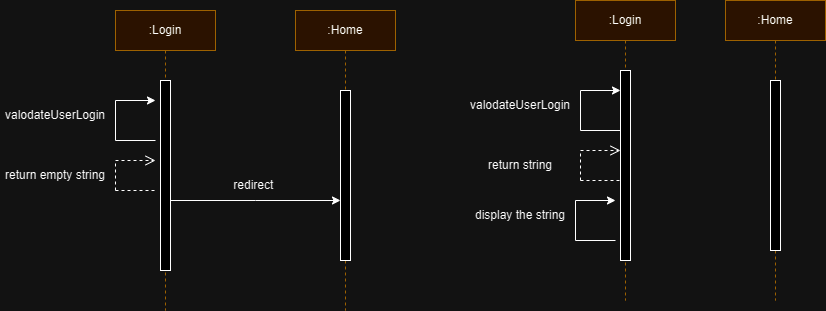 :Login
:Home
valodateUserLogin
return empty string
redirect
:Login
:Home
valodateUserLogin
return string
display the string